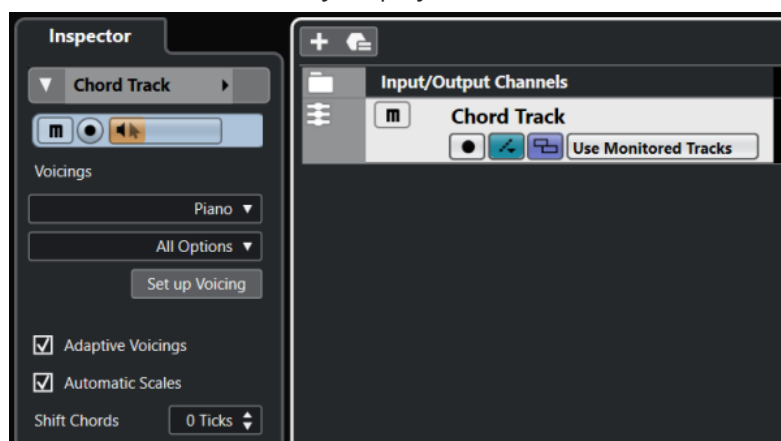 Inspector
Chord Track
m
Voicings
Piano
All Options
Set up Voicing
Adaptive Voicings
Automatic Scales
Shift Chords 0 Ticks
Input/Output Channels
m Chord Track
Use Monitored Tracks